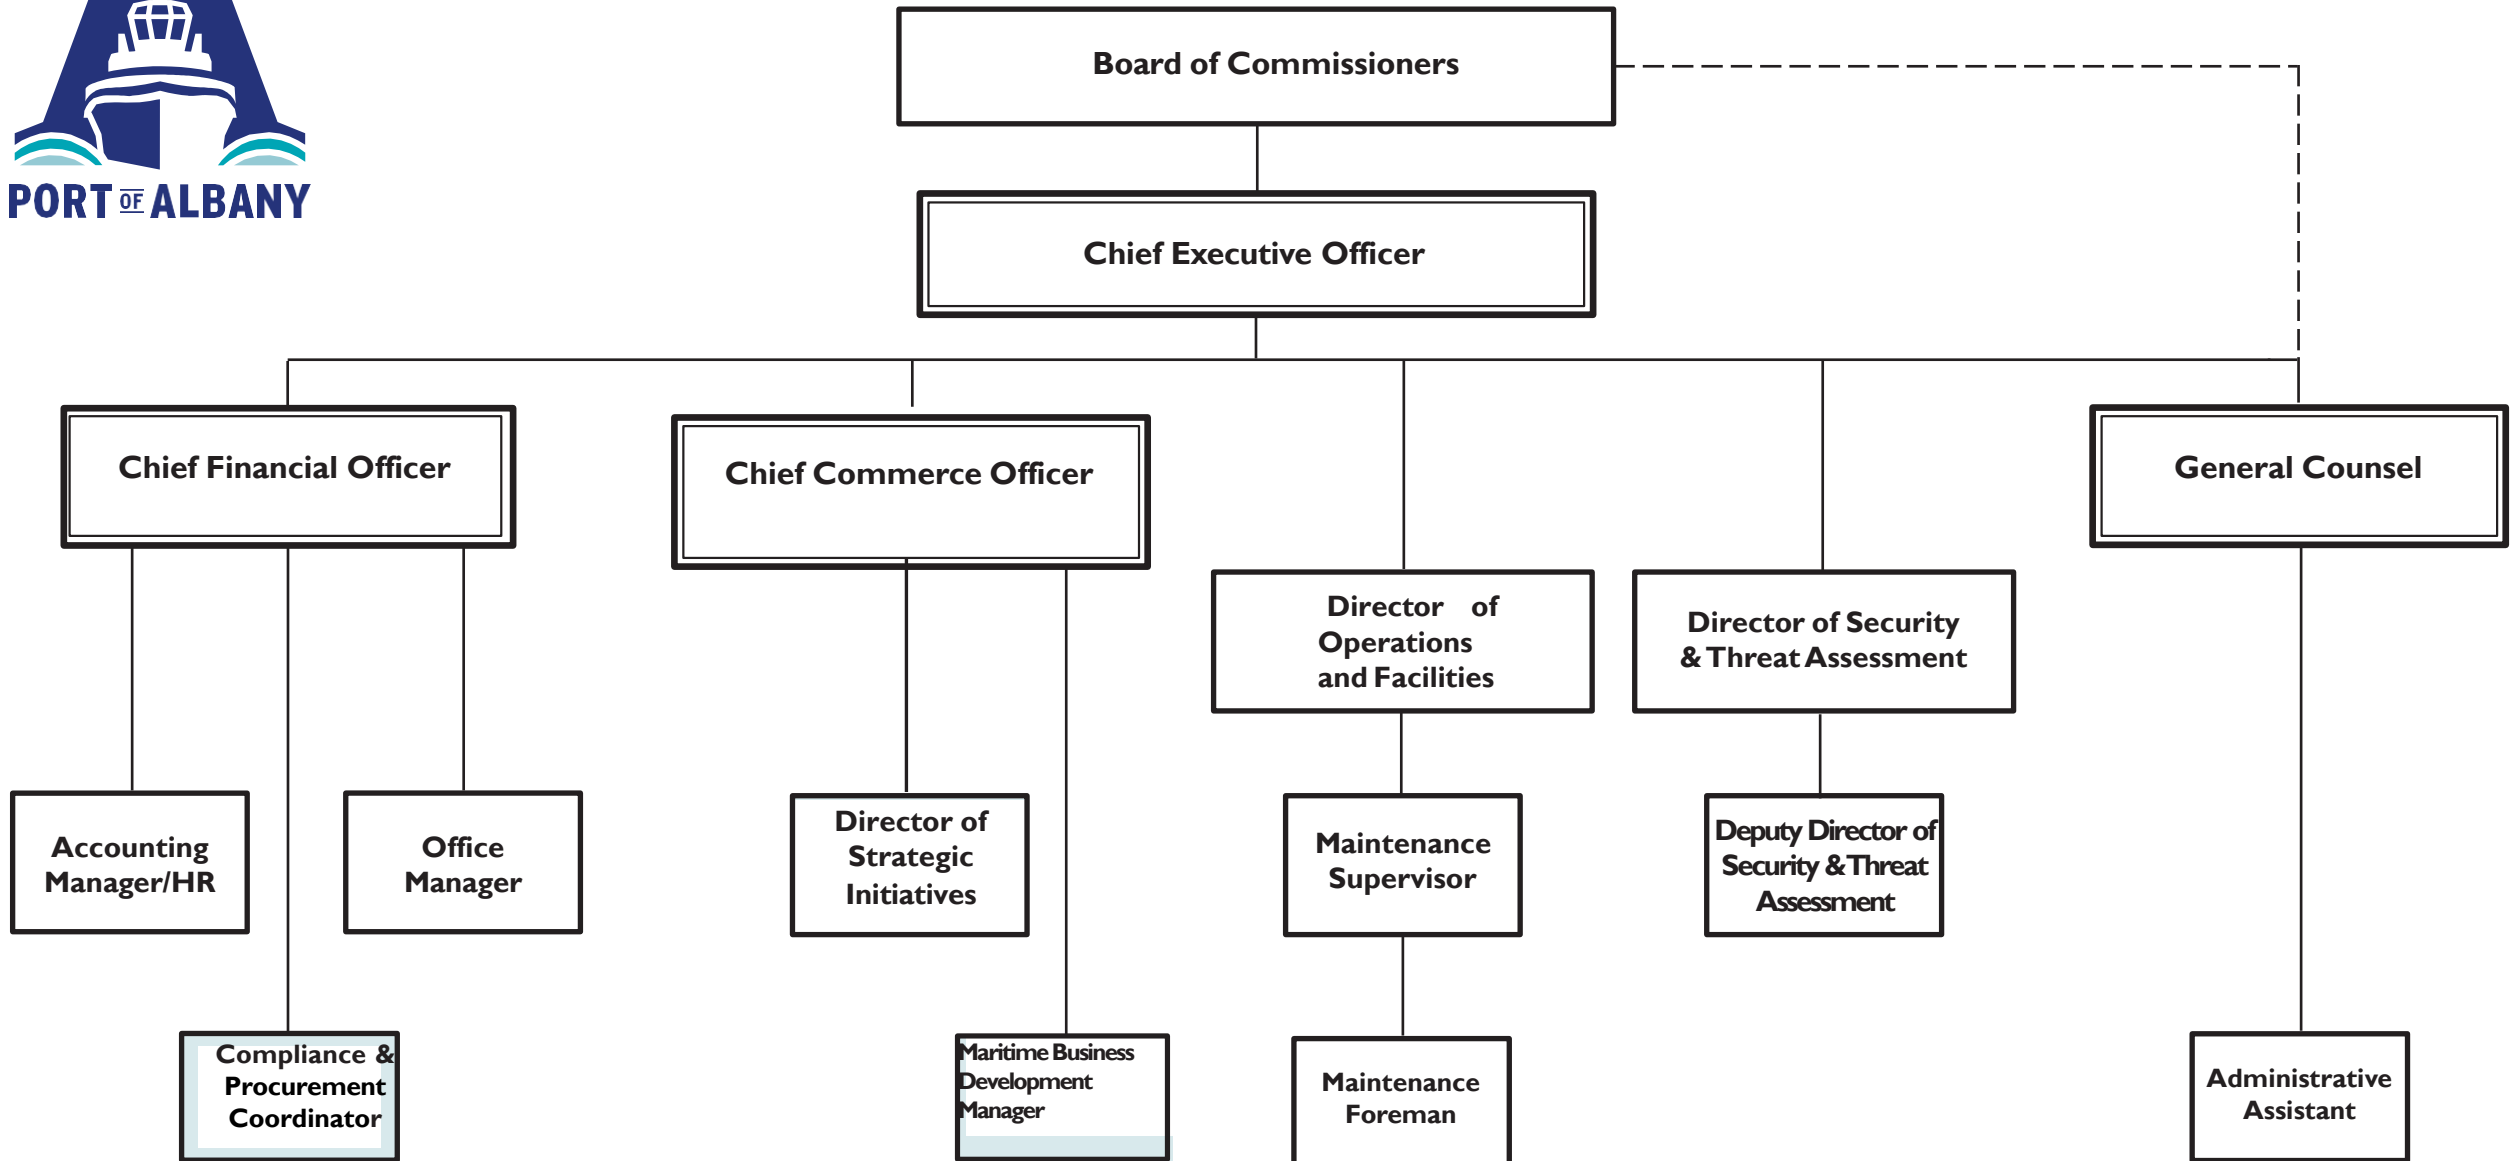 PORT OF ALBANY
Board of Commissioners
Chief Executive Officer
Chief Financial Officer
Chief Commerce Officer
General Counsel
Director of
Operations
and Facilities
Director of Security
& Threat Assessment
Accounting
Manager/HR
Office
Manager
Director of
Strategic
Initiatives
Maintenance
Supervisor
Deputy Director of
Security & Threat
Assessment
Compliance &
Procurement
Coordinator
Maritime Business
Development
Manager
Maintenance
Foreman
Administrative
Assistant